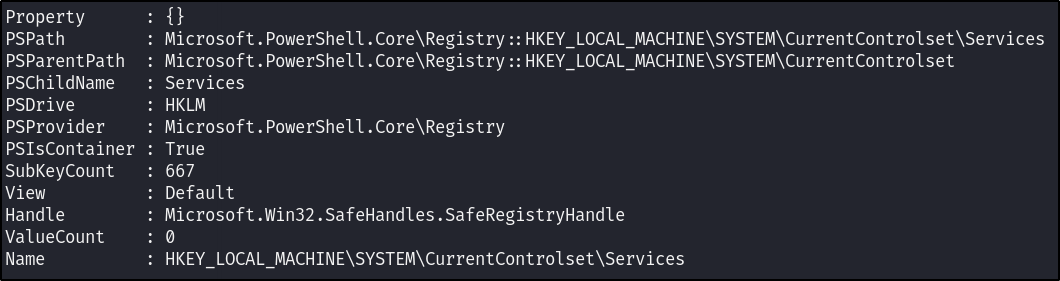 Property      : {}
PSPath        : Microsoft.PowerShell.Core\Registry::HKEY_LOCAL_MACHINE\SYSTEM\CurrentControlset\Services
PSParentPath  : Microsoft.PowerShell.Core\Registry::HKEY_LOCAL_MACHINE\SYSTEM\CurrentControlset
PSChildName   : Services
PSDrive       : HKLM
PSProvider    : Microsoft.PowerShell.Core\Registry
PSIsContainer : True
SubKeyCount   : 667
View          : Default
Handle        : Microsoft.Win32.SafeHandles.SafeRegistryHandle
ValueCount    : 0
Name          : HKEY_LOCAL_MACHINE\SYSTEM\CurrentControlset\Services